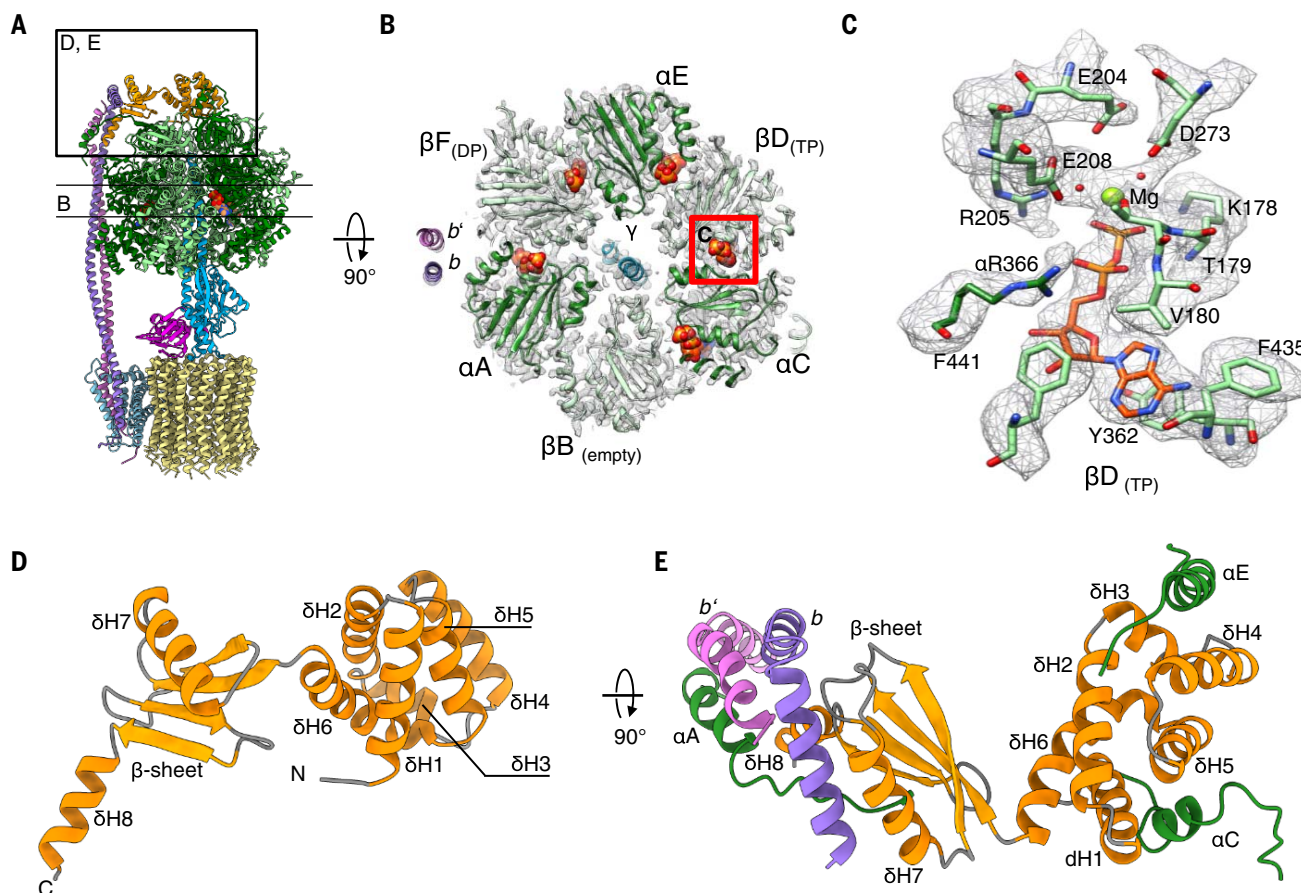 A
D, E
B
90°
B
αE
βF(DP)
βD(TP)
γ
C
b'
b
αA
αC
βB (empty)
C
E204
D273
E208
Mg
K178
R205
T179
αR366
V180
F441
F435
Y362
βD (TP)
D
δH7
δH2
δH5
δH4
δH6
β-sheet
N
δH1
δH3
δH8
C
90°
E
αE
δH3
b'
b
β-sheet
δH4
δH2
αA
δH6
δH8
δH5
αC
dH1
δH7